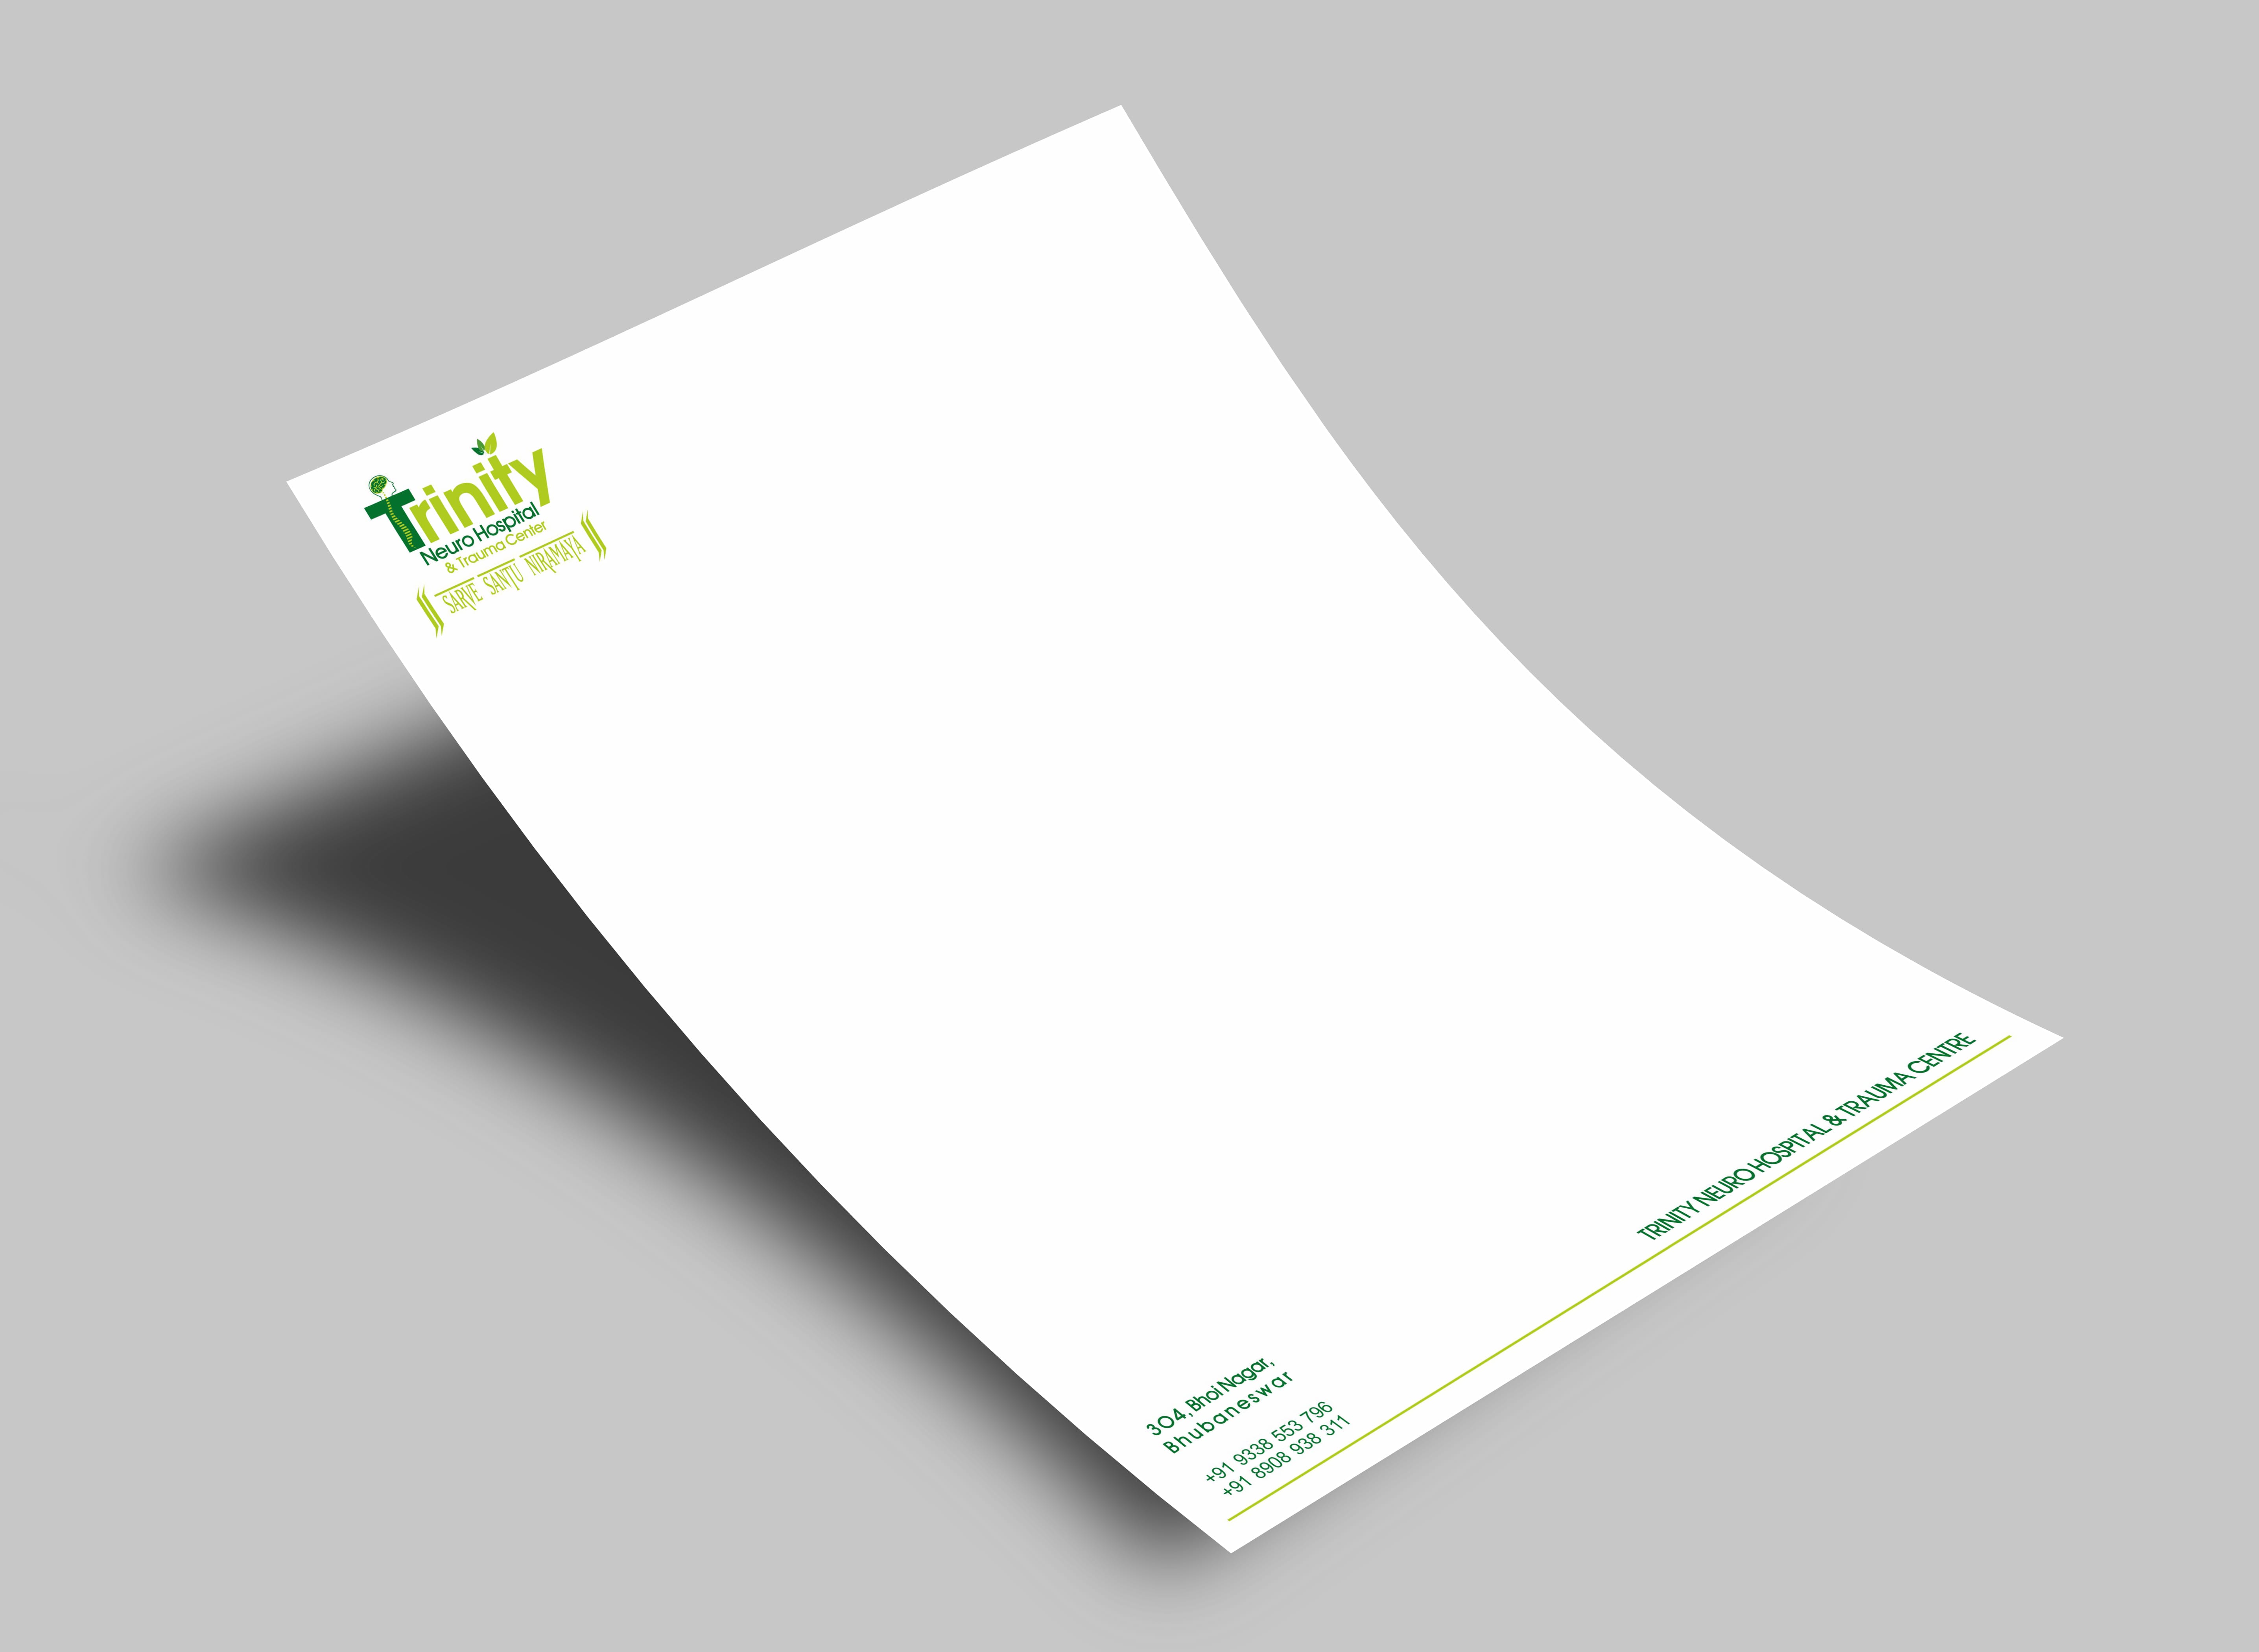 Trinity
Neuro Hospital
& Trauma Center
SARVE SANTU NIRAMAYA
TRINITY NEURO HOSPITAL & TRAUMA CENTRE
304, Bhoi Nagar,
Bhubaneswar
+91 9338 553 796
+91 8908 938 311